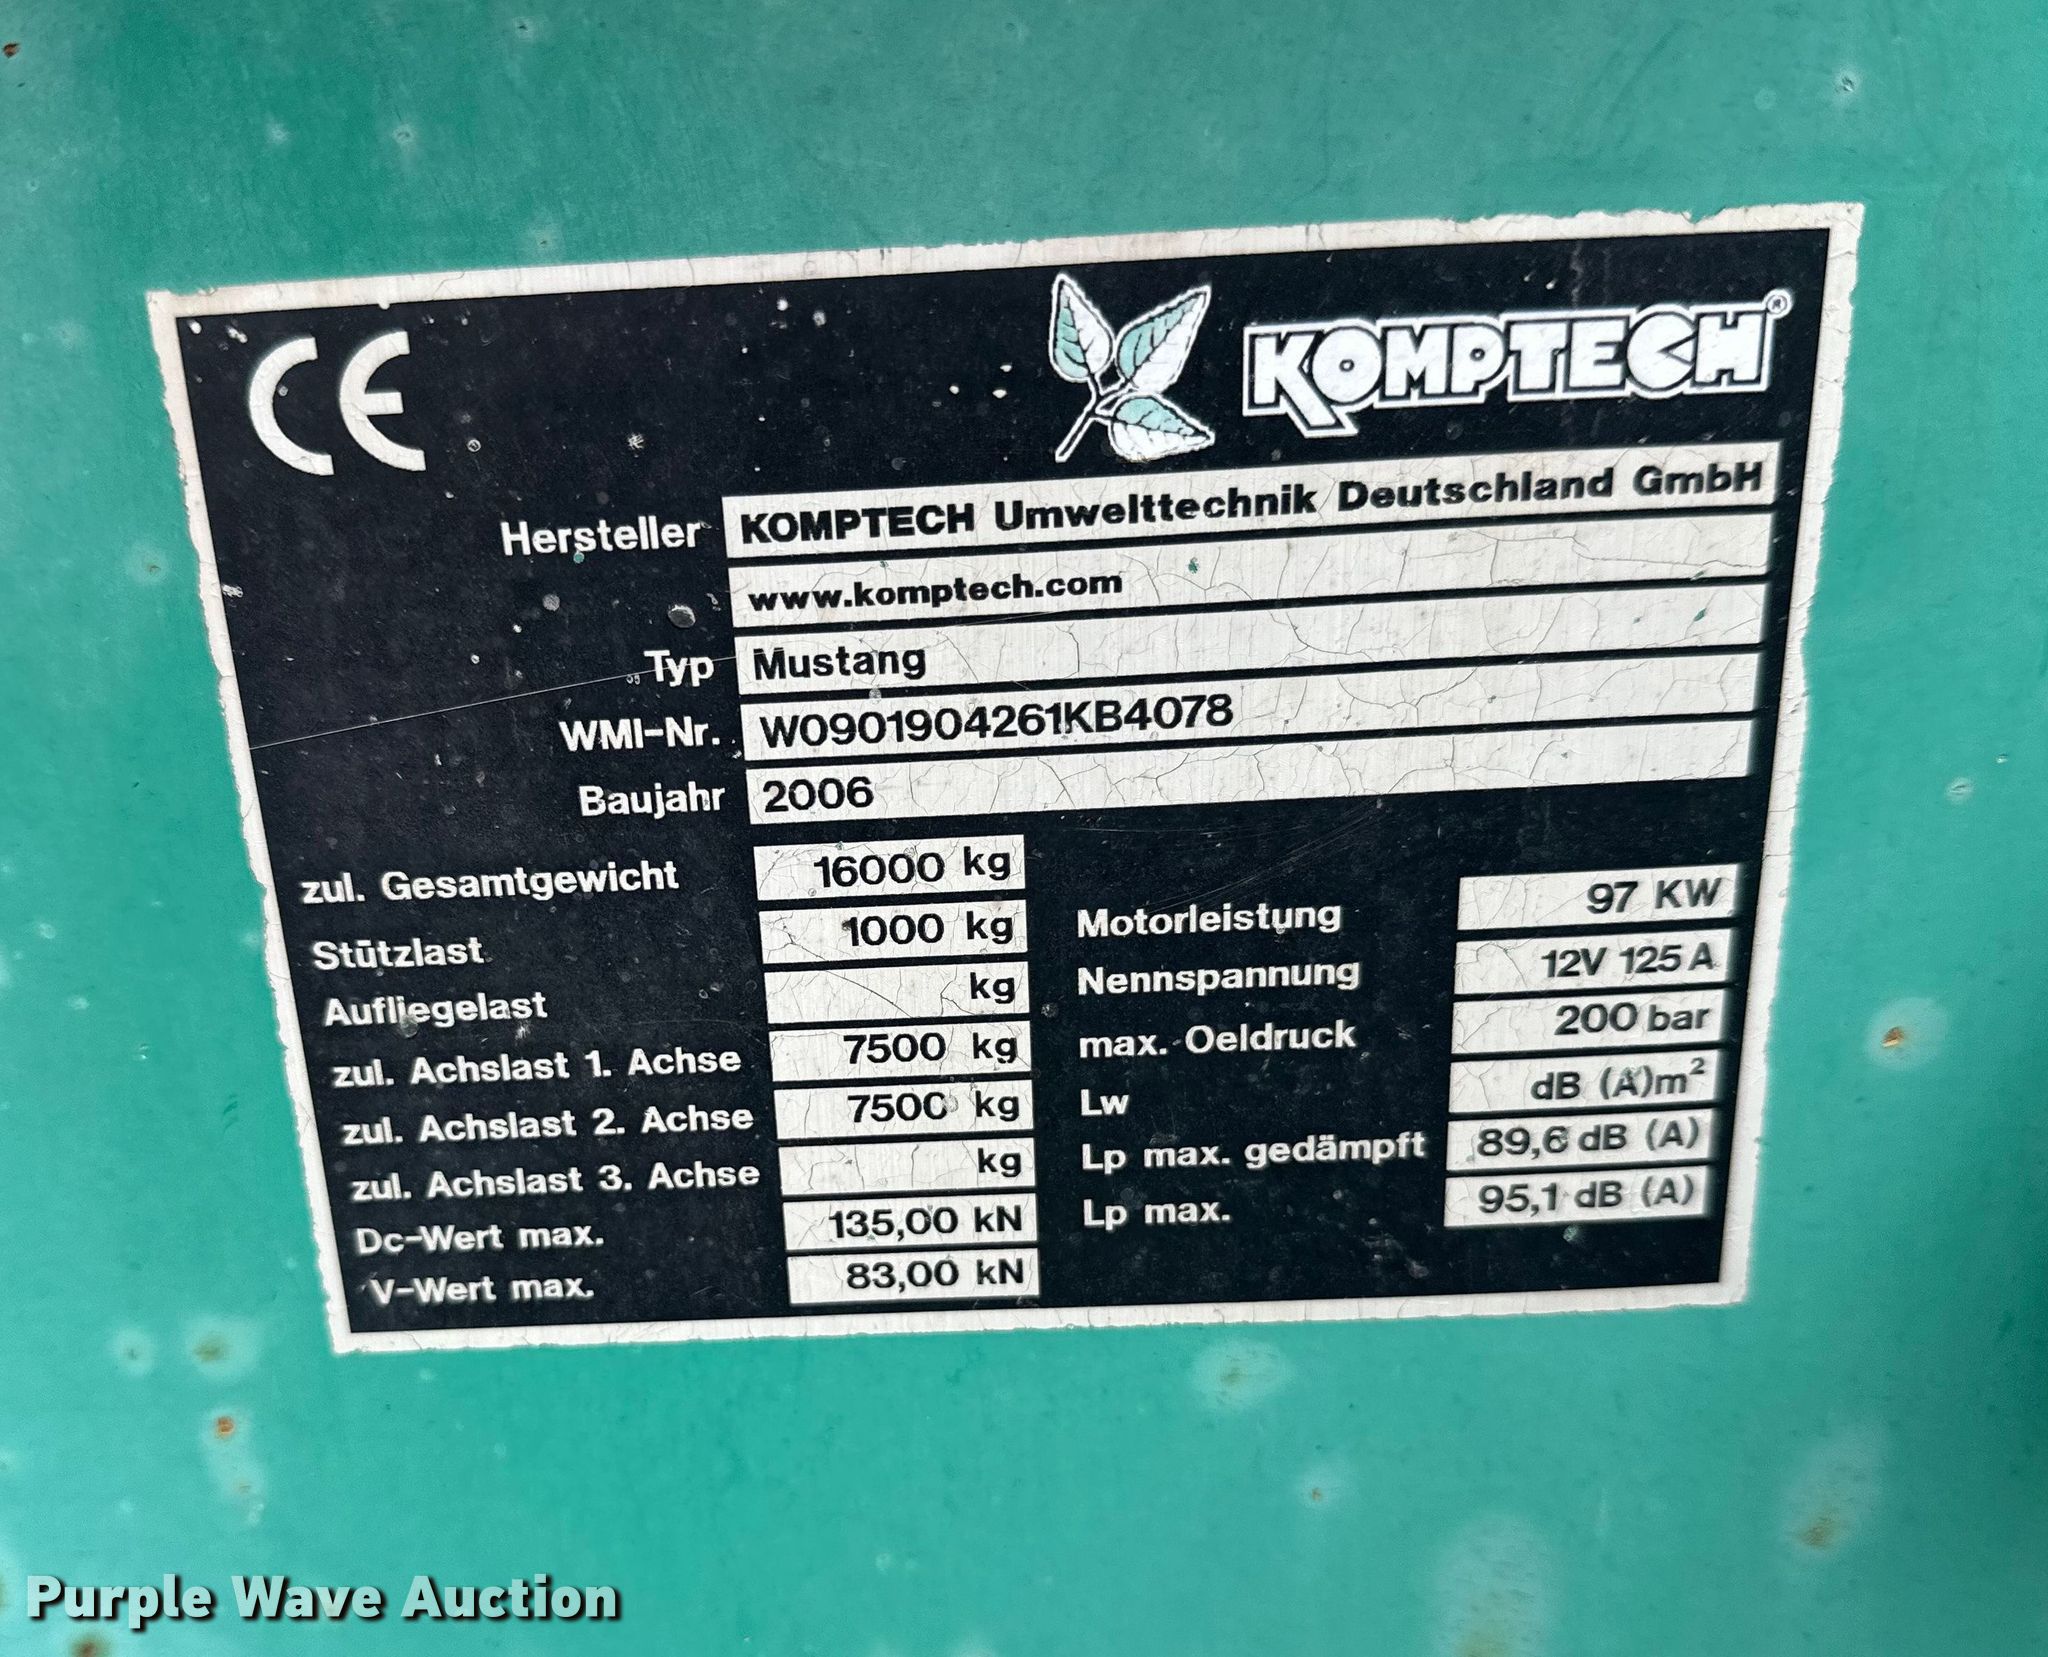 CE
KOMPTECH®
Hersteller KOMPTECH Umwelttechnik Deutschland GmbH
www.komptech.com
Typ Mustang
WMI-Nr. W0901904261KB4078
Baujahr 2006
zul. Gesamtgewicht 16000 kg
Stützlast 1000 kg
Aufliegelast kg
zul. Achslast 1. Achse 7500 kg
zul. Achslast 2. Achse 7500 kg
zul. Achslast 3. Achse kg
Dc-Wert max. 135,00 kN
V-Wert max. 83,00 kN
Motorleistung 97 KW
Nennspannung 12V 125 A
max. Oeldruck 200 bar
Lw dB (A)m²
Lp max. gedämpft 89,6 dB (A)
Lp max. 95,1 dB (A)
Purple Wave Auction